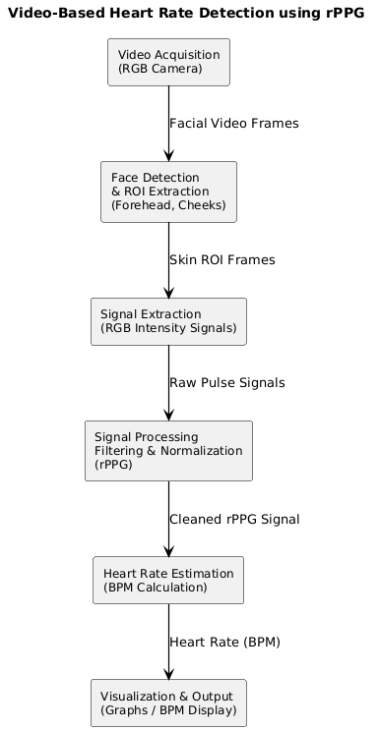 Video-Based Heart Rate Detection using rPPG
Video Acquisition
(RGB Camera)
Facial Video Frames
Face Detection
& ROI Extraction
(Forehead, Cheeks)
Skin ROI Frames
Signal Extraction
(RGB Intensity Signals)
Raw Pulse Signals
Signal Processing
Filtering & Normalization
(rPPG)
Cleaned rPPG Signal
Heart Rate Estimation
(BPM Calculation)
Heart Rate (BPM)
Visualization & Output
(Graphs / BPM Display)